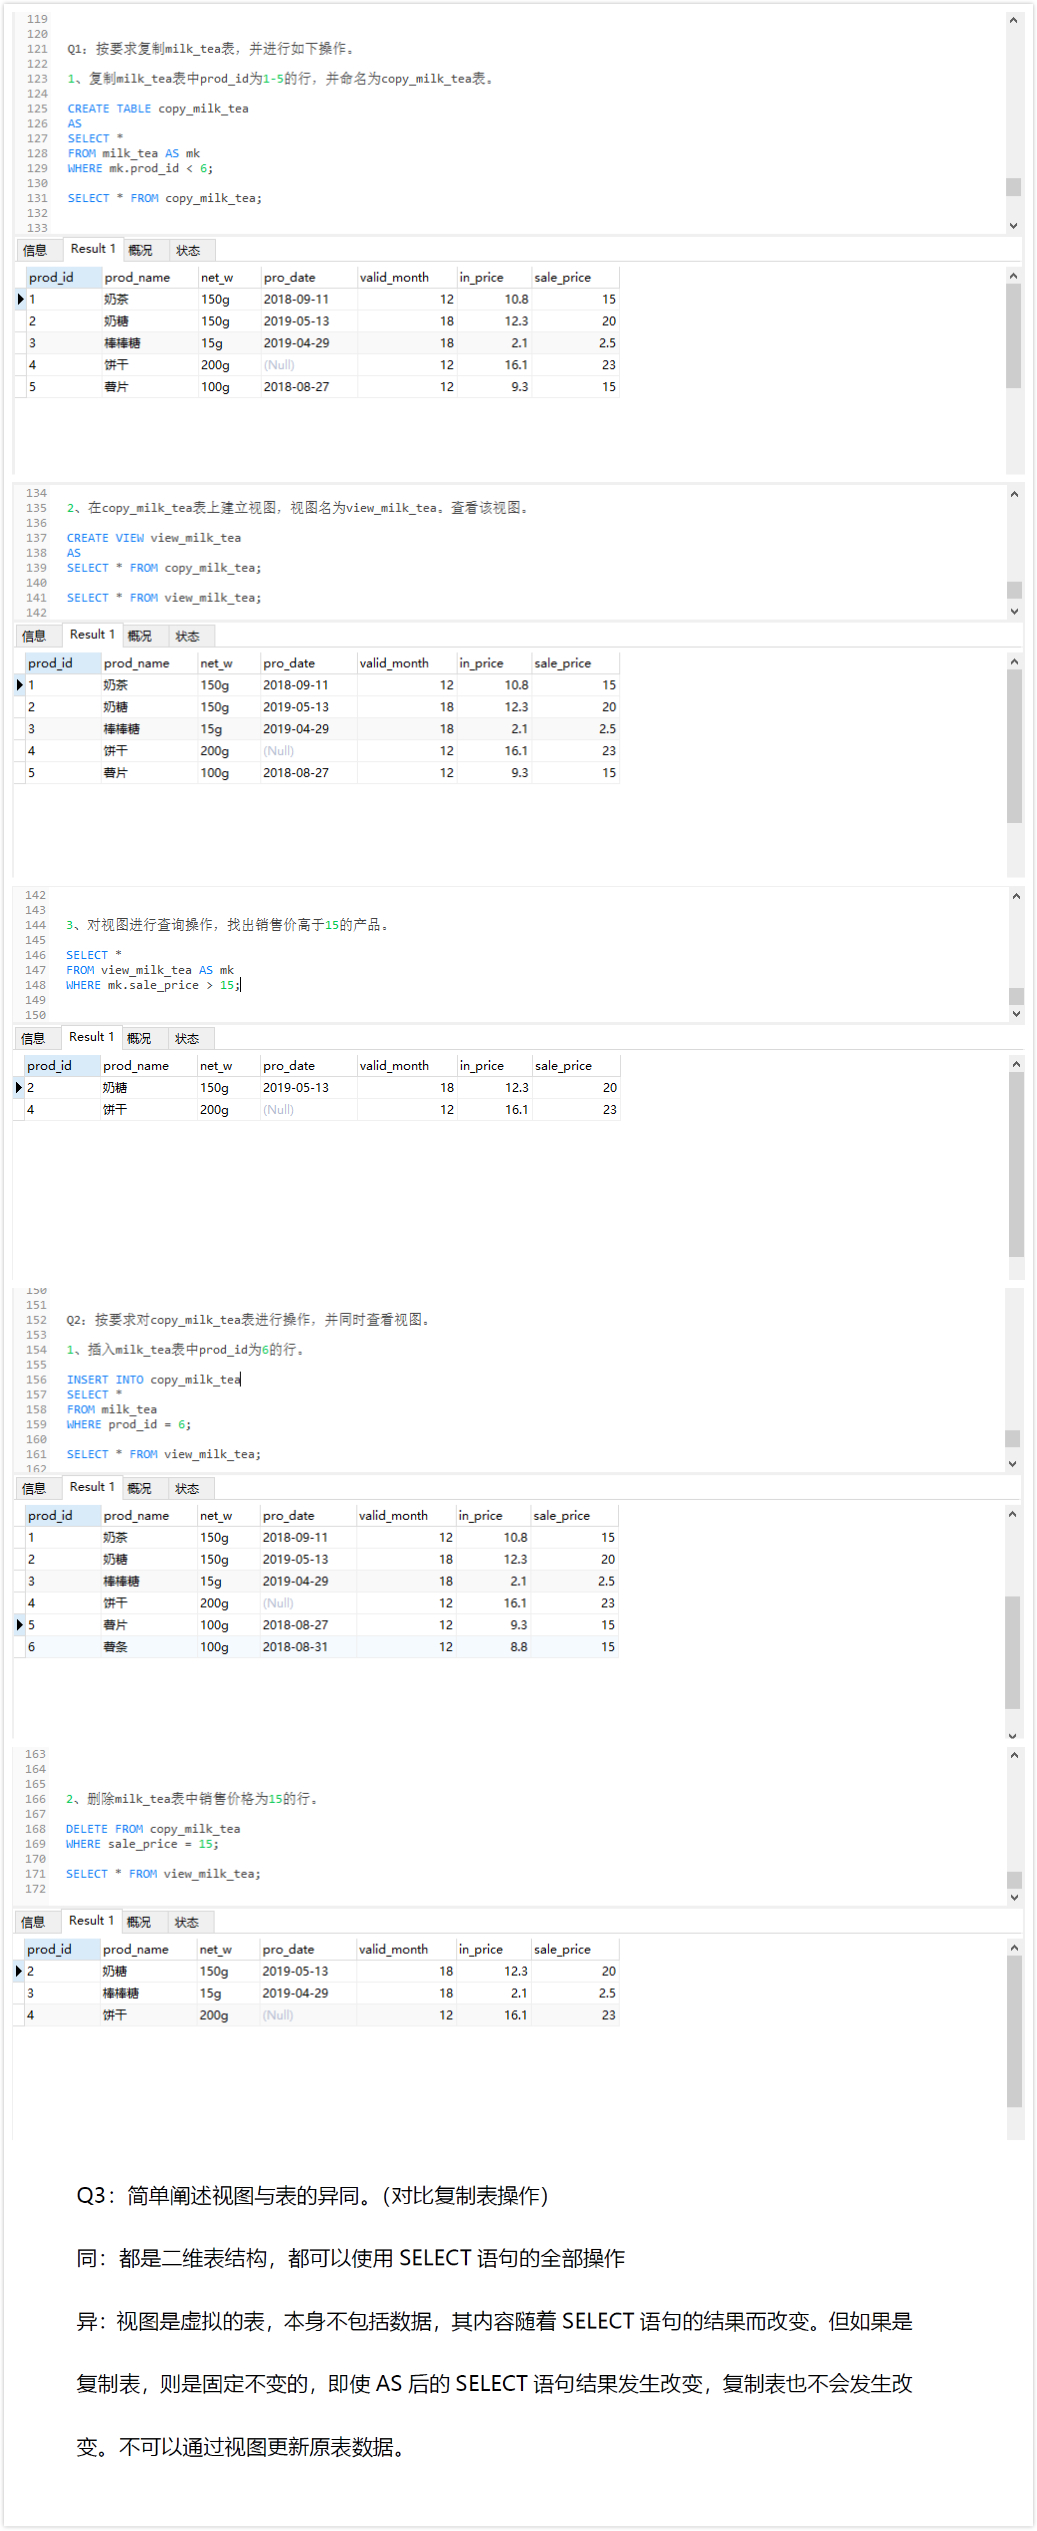 119
120
121 Q1：按要求复制milk_tea表，并进行如下操作。
122
123 1、复制milk_tea表中prod_id为1-5的行，并命名为copy_milk_tea表。
124
125 CREATE TABLE copy_milk_tea
126 AS
127 SELECT *
128 FROM milk_tea AS mk
129 WHERE mk.prod_id < 6;
130
131 SELECT * FROM copy_milk_tea;
132
133
信息 Result 1 概况 状态
prod_id prod_name net_w pro_date valid_month in_price sale_price
1 奶茶 150g 2018-09-11 12 10.8 15
2 奶糖 150g 2019-05-13 18 12.3 20
3 棒棒糖 15g 2019-04-29 18 2.1 2.5
4 饼干 200g (Null) 12 16.1 23
5 薯片 100g 2018-08-27 12 9.3 15
134
135 2、在copy_milk_tea表上建立视图，视图名为view_milk_tea。查看该视图。
136
137 CREATE VIEW view_milk_tea
138 AS
139 SELECT * FROM copy_milk_tea;
140
141 SELECT * FROM view_milk_tea;
142
信息 Result 1 概况 状态
prod_id prod_name net_w pro_date valid_month in_price sale_price
1 奶茶 150g 2018-09-11 12 10.8 15
2 奶糖 150g 2019-05-13 18 12.3 20
3 棒棒糖 15g 2019-04-29 18 2.1 2.5
4 饼干 200g (Null) 12 16.1 23
5 薯片 100g 2018-08-27 12 9.3 15
142
143
144 3、对视图进行查询操作，找出销售价高于15的产品。
145
146 SELECT *
147 FROM view_milk_tea AS mk
148 WHERE mk.sale_price > 15;
149
150
信息 Result 1 概况 状态
prod_id prod_name net_w pro_date valid_month in_price sale_price
2 奶糖 150g 2019-05-13 18 12.3 20
4 饼干 200g (Null) 12 16.1 23
150
151
152 Q2：按要求对copy_milk_tea表进行操作，并同时查看视图。
153
154 1、插入milk_tea表中prod_id为6的行。
155
156 INSERT INTO copy_milk_tea
157 SELECT *
158 FROM milk_tea
159 WHERE prod_id = 6;
160
161 SELECT * FROM view_milk_tea;
162
信息 Result 1 概况 状态
prod_id prod_name net_w pro_date valid_month in_price sale_price
1 奶茶 150g 2018-09-11 12 10.8 15
2 奶糖 150g 2019-05-13 18 12.3 20
3 棒棒糖 15g 2019-04-29 18 2.1 2.5
4 饼干 200g (Null) 12 16.1 23
5 薯片 100g 2018-08-27 12 9.3 15
6 薯条 100g 2018-08-31 12 8.8 15
163
164
165
166 2、删除milk_tea表中销售价格为15的行。
167
168 DELETE FROM copy_milk_tea
169 WHERE sale_price = 15;
170
171 SELECT * FROM view_milk_tea;
172
信息 Result 1 概况 状态
prod_id prod_name net_w pro_date valid_month in_price sale_price
2 奶糖 150g 2019-05-13 18 12.3 20
3 棒棒糖 15g 2019-04-29 18 2.1 2.5
4 饼干 200g (Null) 12 16.1 23
Q3：简单阐述视图与表的异同。（对比复制表操作）
同：都是二维表结构，都可以使用 SELECT 语句的全部操作
异：视图是虚拟的表，本身不包括数据，其内容随着 SELECT 语句的结果而改变。但如果是
复制表，则是固定不变的，即使 AS 后的 SELECT 语句结果发生改变，复制表也不会发生改
变。不可以通过视图更新原表数据。